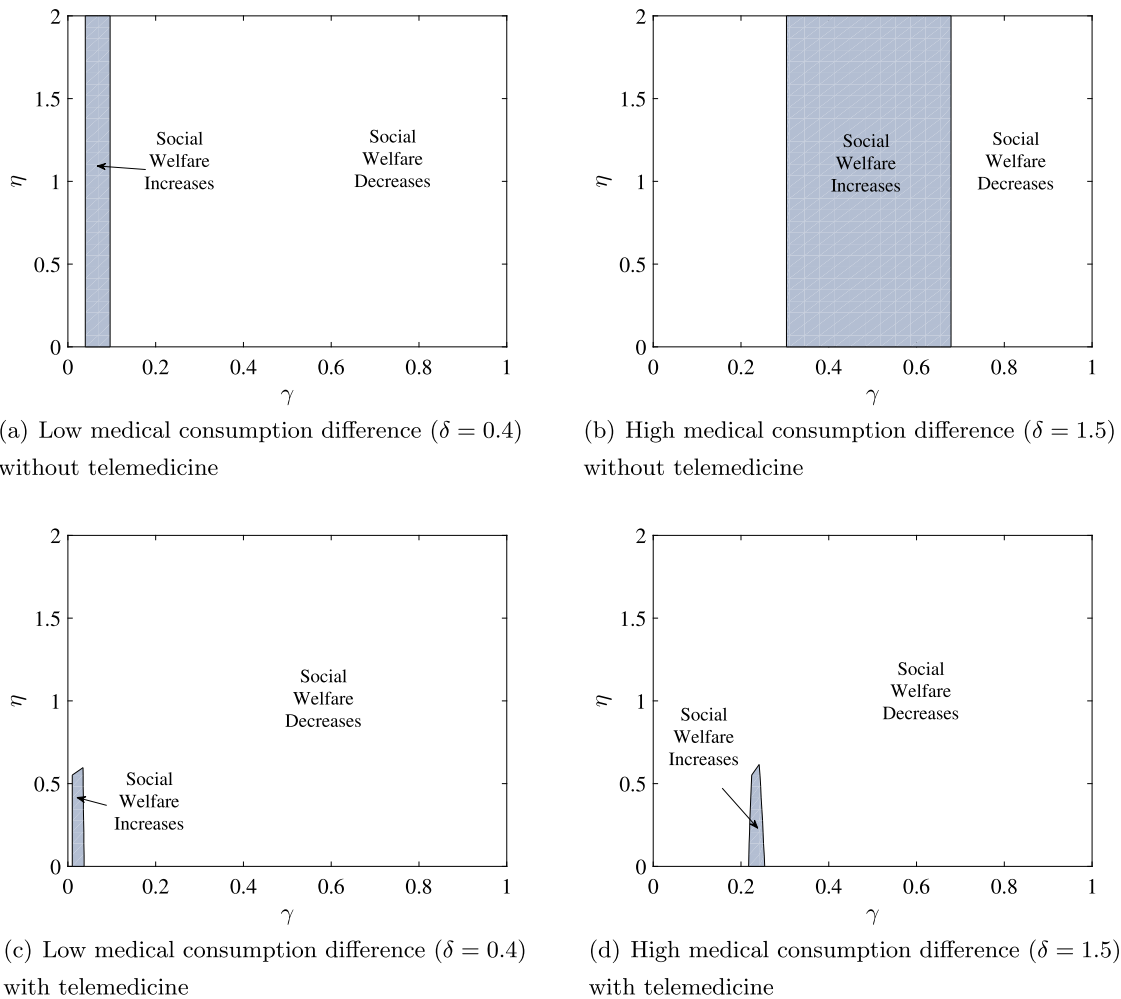 2
1.5
1
0.5
0
η
Social
Welfare
Increases
Social
Welfare
Decreases
0 0.2 0.4 0.6 0.8 1
γ
(a) Low medical consumption difference (δ = 0.4)
without telemedicine
2
1.5
1
0.5
0
η
Social
Welfare
Increases
Social
Welfare
Decreases
0 0.2 0.4 0.6 0.8 1
γ
(b) High medical consumption difference (δ = 1.5)
without telemedicine
2
1.5
1
0.5
0
η
Social
Welfare
Decreases
Social
Welfare
Increases
0 0.2 0.4 0.6 0.8 1
γ
(c) Low medical consumption difference (δ = 0.4)
with telemedicine
2
1.5
1
0.5
0
η
Social
Welfare
Decreases
Social
Welfare
Increases
0 0.2 0.4 0.6 0.8 1
γ
(d) High medical consumption difference (δ = 1.5)
with telemedicine